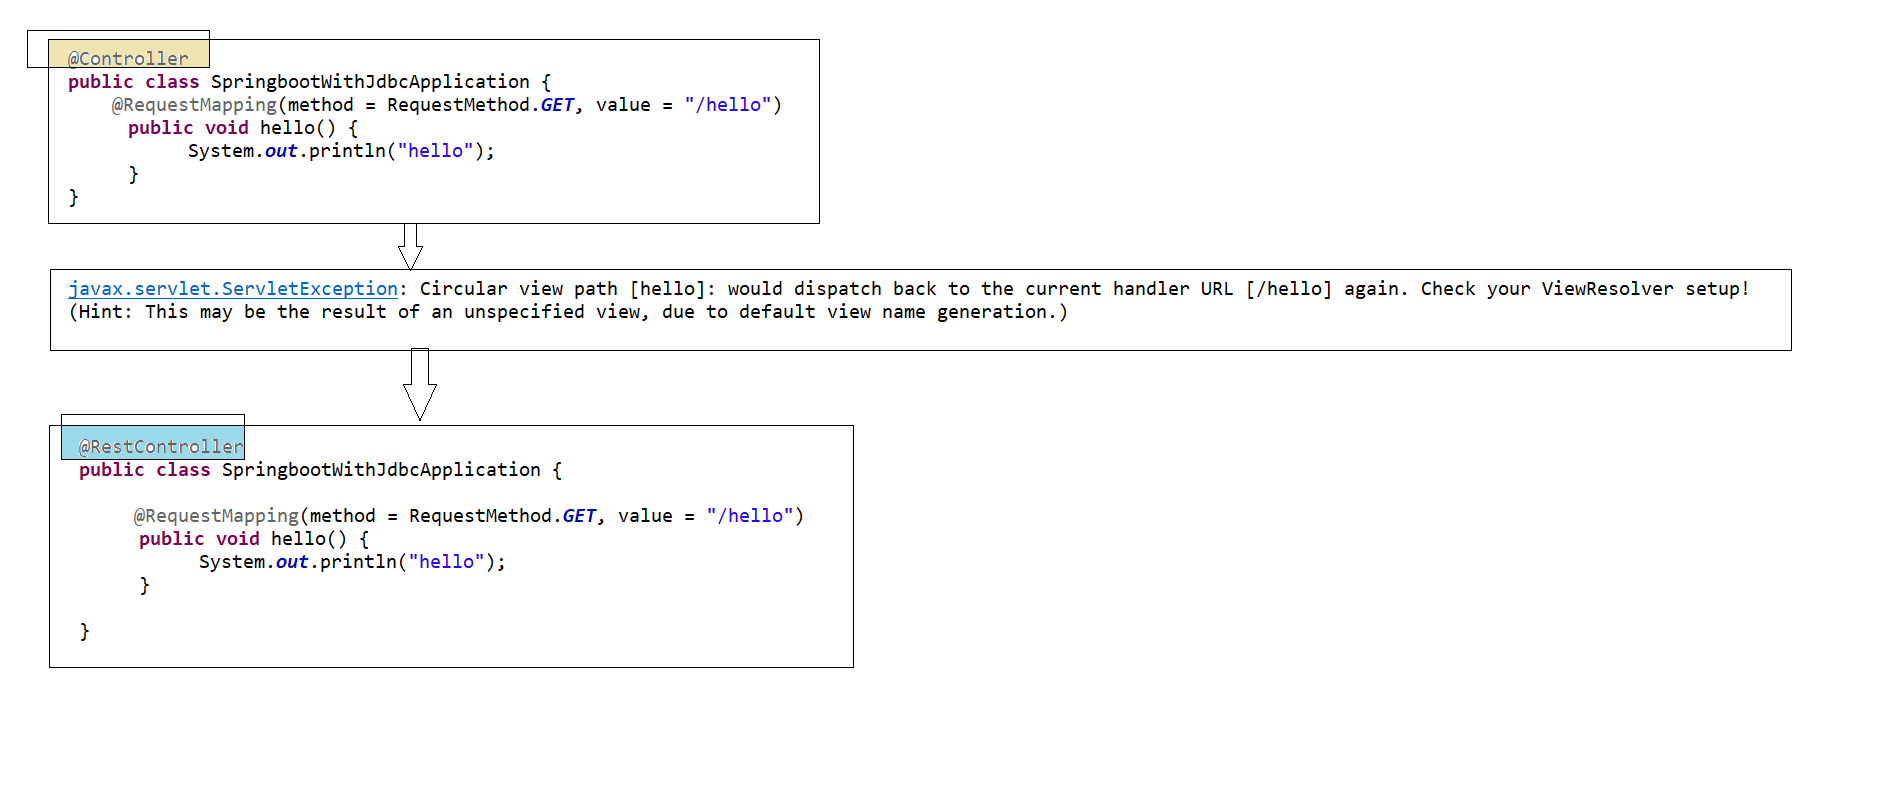 @Controller
public class SpringbootWithJdbcApplication {
@RequestMapping(method = RequestMethod.GET, value = "/hello")
public void hello() {
System.out.println("hello");
}
}
javax.servlet.ServletException: Circular view path [hello]: would dispatch back to the current handler URL [/hello] again. Check your ViewResolver setup!
(Hint: This may be the result of an unspecified view, due to default view name generation.)
@RestController
public class SpringbootWithJdbcApplication {
@RequestMapping(method = RequestMethod.GET, value = "/hello")
public void hello() {
System.out.println("hello");
}
}